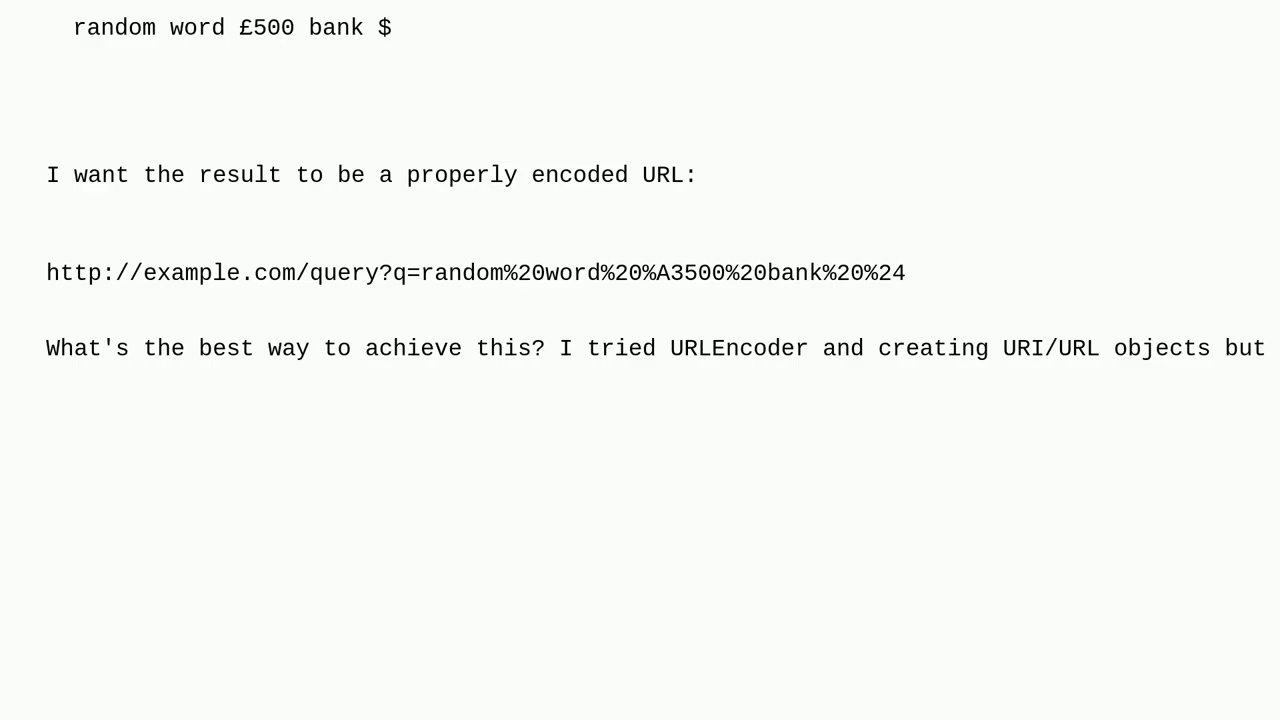 random word £500 bank $
I want the result to be a properly encoded URL:
http://example.com/query?q=random%20word%20%A3500%20bank%20%24
What's the best way to achieve this? I tried URLEncoder and creating URI/URL objects but